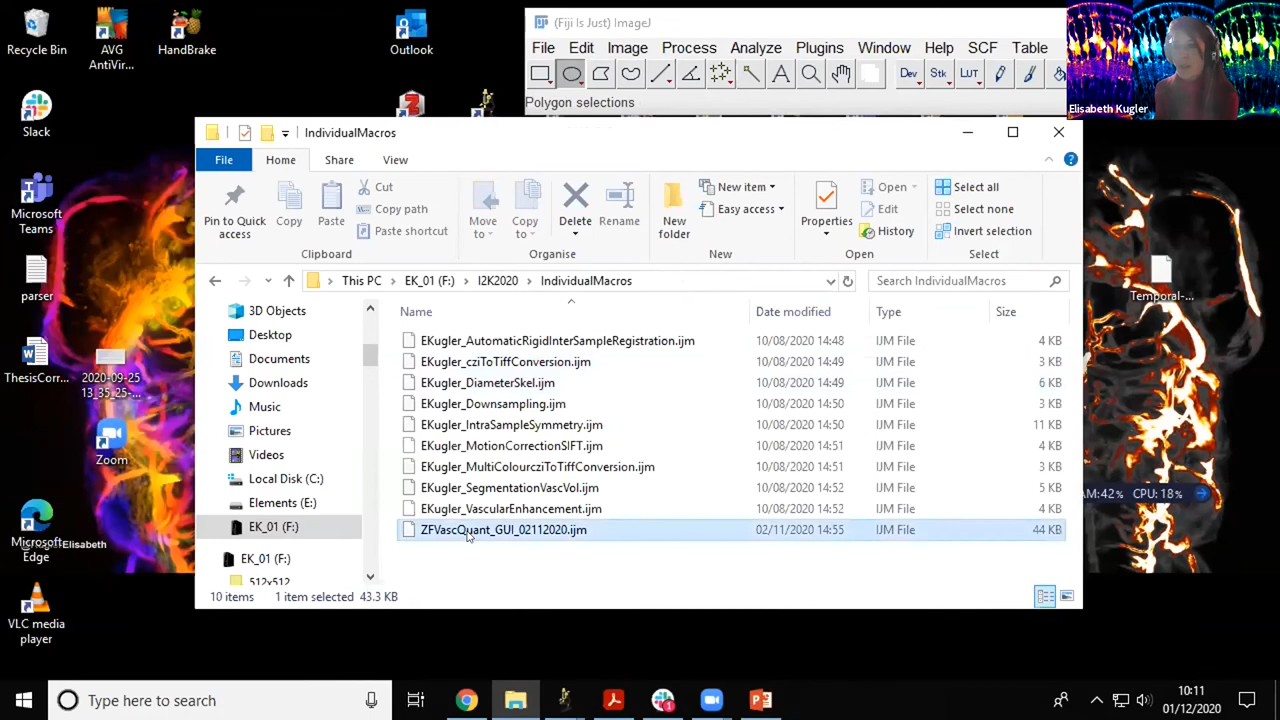 Recycle Bin
AVG
AntiVir...
HandBrake
Outlook
(Fiji Is Just) ImageJ
File Edit Image Process Analyze Plugins Window Help SCF Table
Dev Stk LUT
Polygon selections
Elisabeth Kugler
Slack
Microsoft
Teams
parser
ThesisCorr...
2020-09-25
13_35_25-...
Zoom
Microsoft
Edge
Elisabeth
VLC media
player
Temporal-...
IndividualMacros
File Home Share View
Pin to Quick
access
Copy
Paste
Cut
Copy path
Paste shortcut
Clipboard
Move
to
Copy
to
Delete
Rename
Organise
New
folder
New item
Easy access
New
Properties
Open
Edit
History
Open
Select all
Select none
Invert selection
Select
This PC EK_01 (F:) I2K2020 IndividualMacros
Search IndividualMacros
3D Objects
Desktop
Documents
Downloads
Music
Pictures
Videos
Local Disk (C:)
Elements (E:)
EK_01 (F:)
EK_01 (F:)
512x512
Name Date modified Type Size
EKugler_AutomaticRigidInterSampleRegistration.ijm 10/08/2020 14:48 IJM File 4 KB
EKugler_cziToTiffConversion.ijm 10/08/2020 14:49 IJM File 3 KB
EKugler_DiameterSkel.ijm 10/08/2020 14:49 IJM File 6 KB
EKugler_Downsampling.ijm 10/08/2020 14:50 IJM File 3 KB
EKugler_IntraSampleSymmetry.ijm 10/08/2020 14:50 IJM File 11 KB
EKugler_MotionCorrectionSIFT.ijm 10/08/2020 14:51 IJM File 4 KB
EKugler_MultiColourcziToTiffConversion.ijm 10/08/2020 14:51 IJM File 3 KB
EKugler_SegmentationVascVol.ijm 10/08/2020 14:52 IJM File 5 KB
EKugler_VascularEnhancement.ijm 10/08/2020 14:52 IJM File 4 KB
ZFVascQuant_GUI_02112020.ijm 02/11/2020 14:55 IJM File 44 KB
10 items 1 item selected 43.3 KB
AM:42% CPU: 18%
Type here to search
10:11
01/12/2020